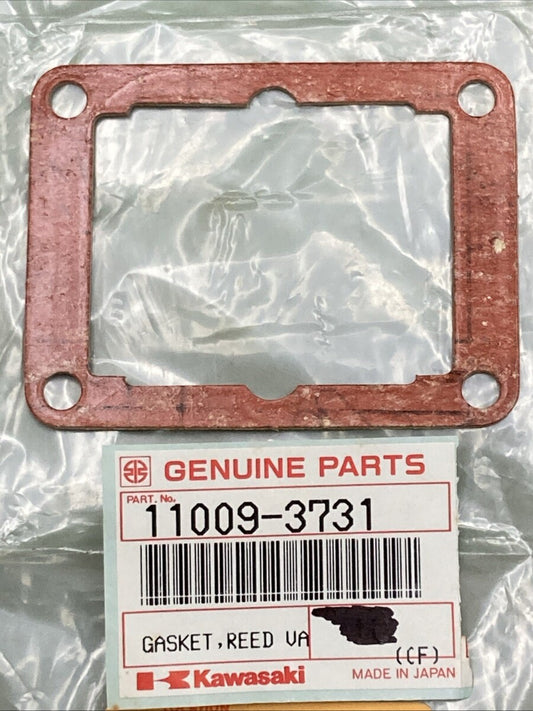 GENUINE PARTS
PART. No.
11009-3731
GASKET,REED VA
(CF)
Kawasaki
MADE IN JAPAN